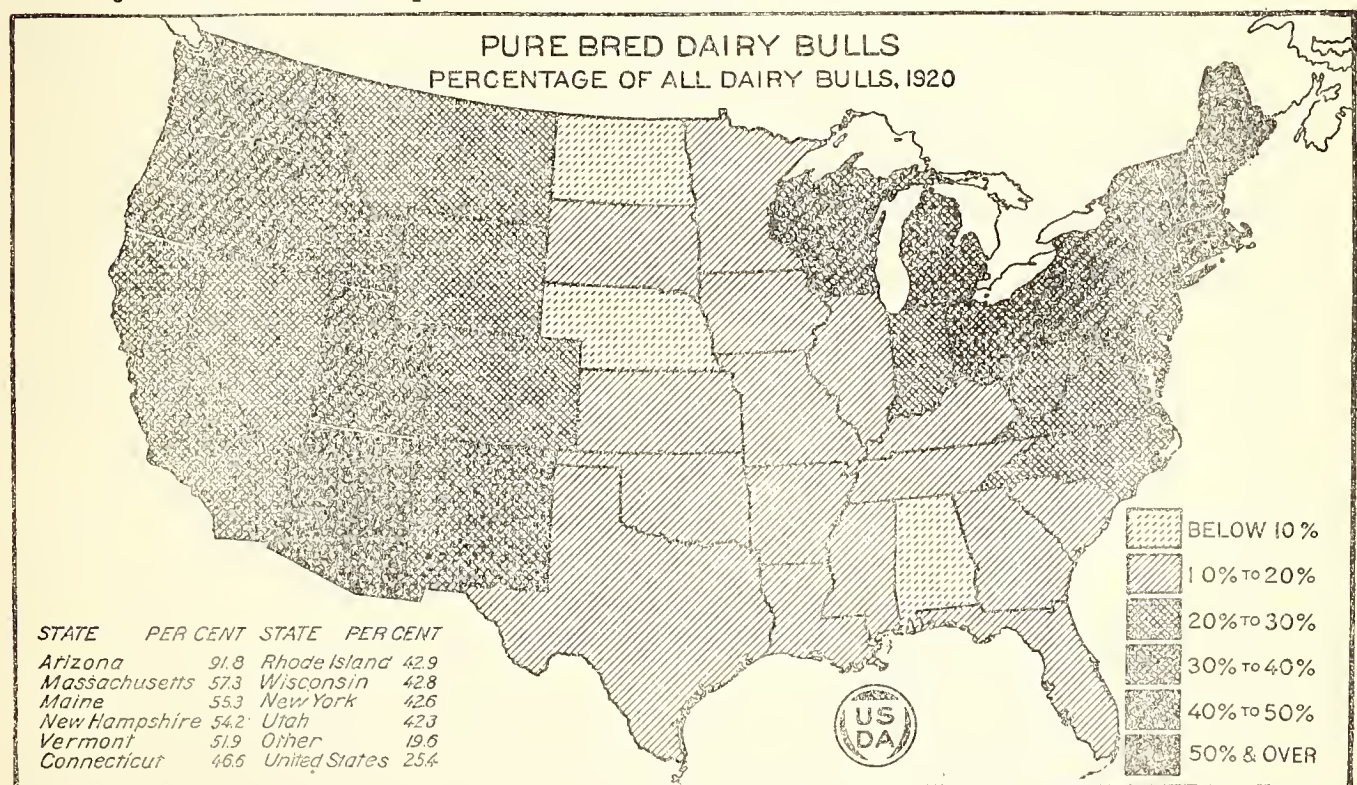 PURE BRED DAIRY BULLS
PERCENTAGE OF ALL DAIRY BULLS, 1920
BELOW 10%
10% TO 20%
20% TO 30%
30% TO 40%
40% TO 50%
50% & OVER
STATE PER CENT STATE PER CENT
Arizona 91.8 Rhode Island 42.9
Massachusetts 57.3 Wisconsin 42.8
Maine 55.3 New York 42.6
New Hampshire 54.2 Utah 42.3
Vermont 51.9 Other 19.6
Connecticut 46.6 United States 25.4
US
DA